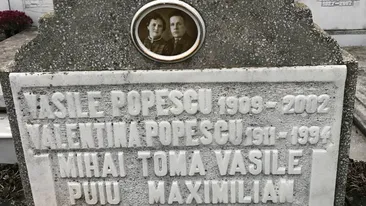 VASILE POPESCU 1909-2002
VALENTINA POPESCU 1911-1994
MIHAI TOMA VASILE
PUIU MAXIMILIAN